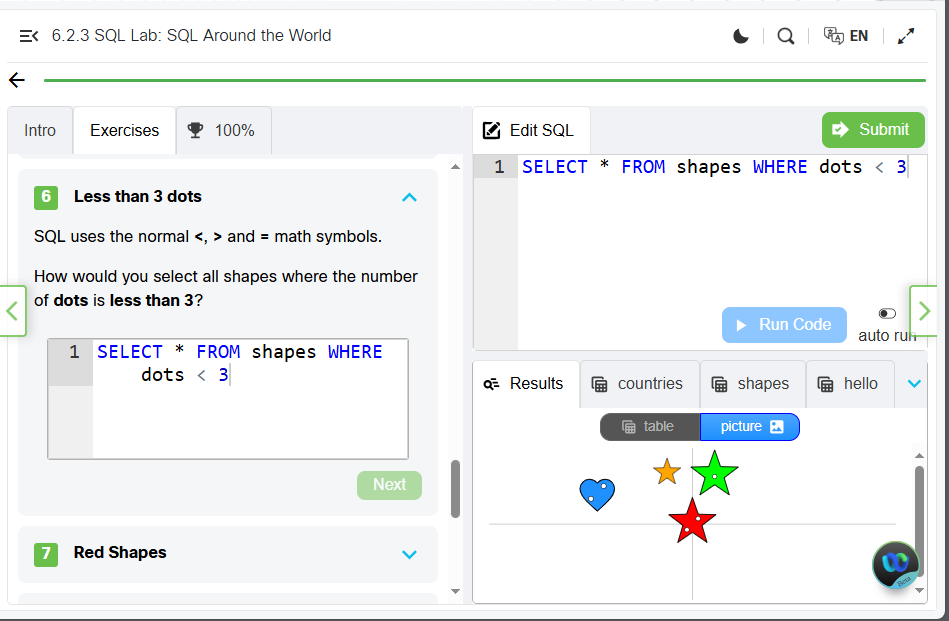 6.2.3 SQL Lab: SQL Around the World
EN
Intro
Exercises
100%
6
Less than 3 dots
SQL uses the normal <, > and = math symbols.
How would you select all shapes where the number
of dots is less than 3?
1 SELECT * FROM shapes WHERE
dots < 3
Next
7
Red Shapes
Edit SQL
Submit
1 SELECT * FROM shapes WHERE dots < 3
Run Code
auto run
Results
countries
shapes
hello
table
picture
Beta